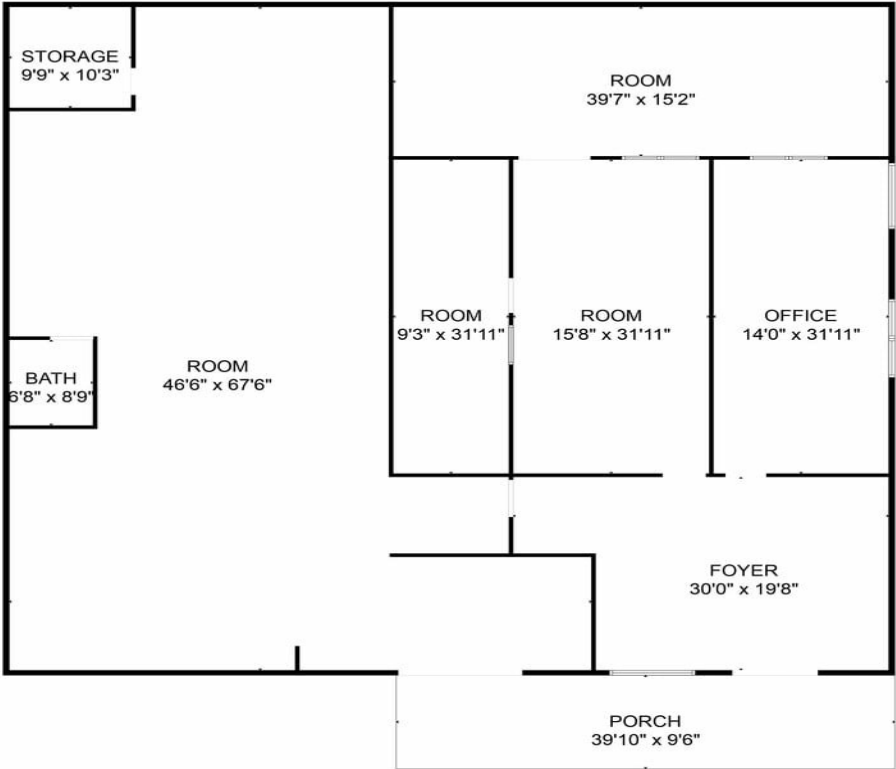 STORAGE
9'9" x 10'3"
ROOM
39'7" x 15'2"
ROOM
9'3" x 31'11"
ROOM
15'8" x 31'11"
OFFICE
14'0" x 31'11"
BATH
6'8" x 8'9"
ROOM
46'6" x 67'6"
FOYER
30'0" x 19'8"
PORCH
39'10" x 9'6"